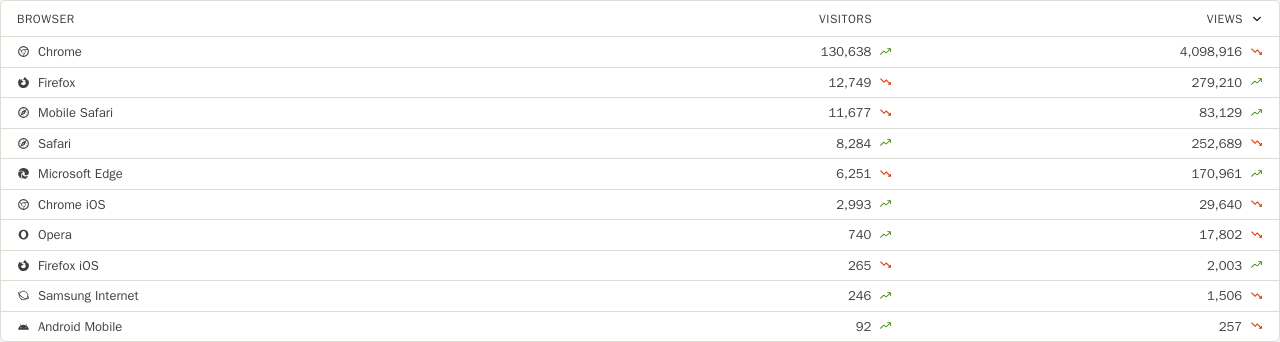 BROWSER VISITORS VIEWS
Chrome 130,638 4,098,916
Firefox 12,749 279,210
Mobile Safari 11,677 83,129
Safari 8,284 252,689
Microsoft Edge 6,251 170,961
Chrome iOS 2,993 29,640
Opera 740 17,802
Firefox iOS 265 2,003
Samsung Internet 246 1,506
Android Mobile 92 257